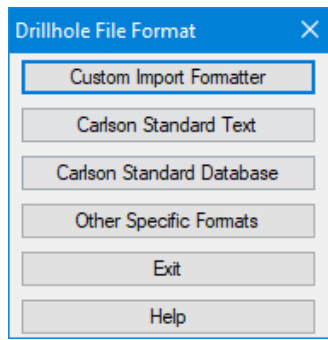 Drillhole File Format
Custom Import Formatter
Carlson Standard Text
Carlson Standard Database
Other Specific Formats
Exit
Help